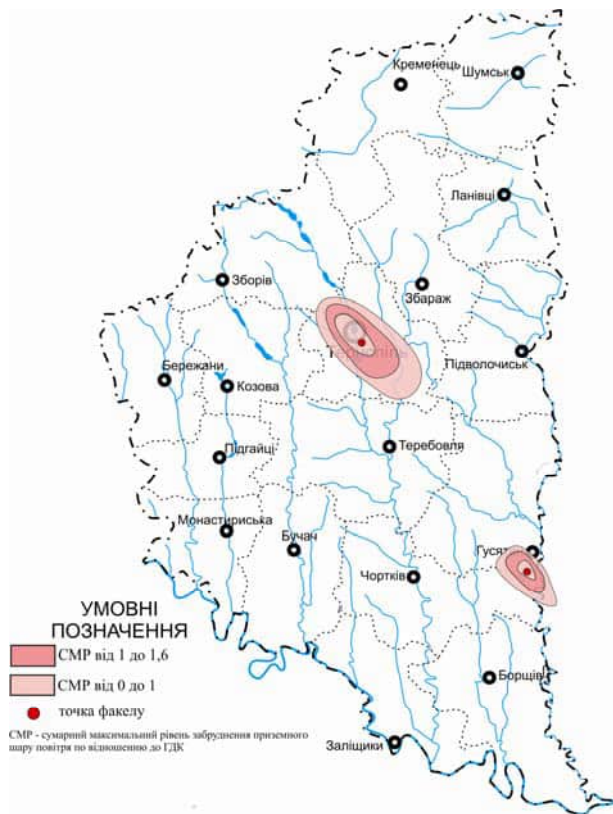 Кременець
Шумськ
Ланівці
Зборів
Збараж
Тернопіль
Підволочиськ
Бережани
Козова
Теребовля
Підгайці
Монастириська
Бучач
Гусят
Чортків
УМОВНІ
ПОЗНАЧЕННЯ
СМР від 1 до 1,6
СМР від 0 до 1
точка факелу
Борщів
СМР - сумарний максимальний рівень забруднення приземного
шару повітря по відношенню до ГДК
Заліщики